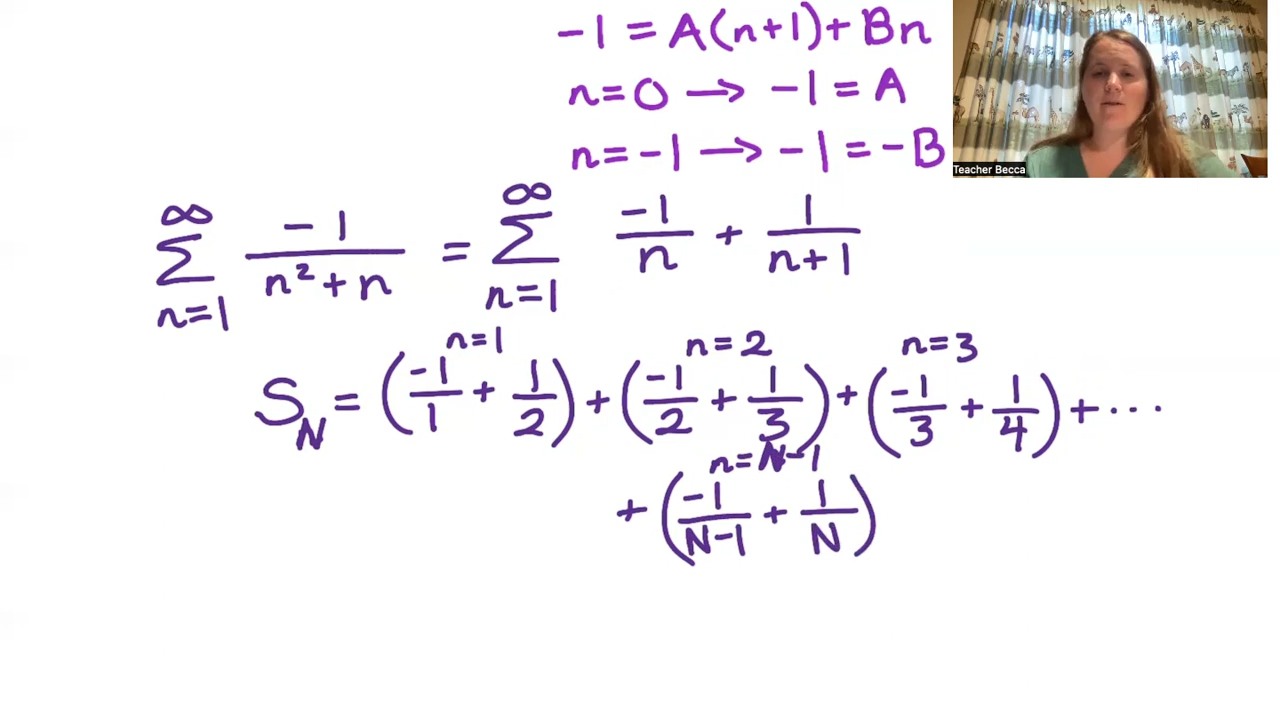 -1 = A(n+1) + Bn
n=0 → -1 = A
n=-1 → -1 = -B
Teacher Becca
∞ ∑ n=1 -1/(n²+n) = ∞ ∑ n=1 -1/n + 1/(n+1)
n=1 n=2 n=3
S_N = (-1/1 + 1/2) + (-1/2 + 1/3) + (-1/3 + 1/4) + ...
n=N-1
+ (-1/(N-1) + 1/N)